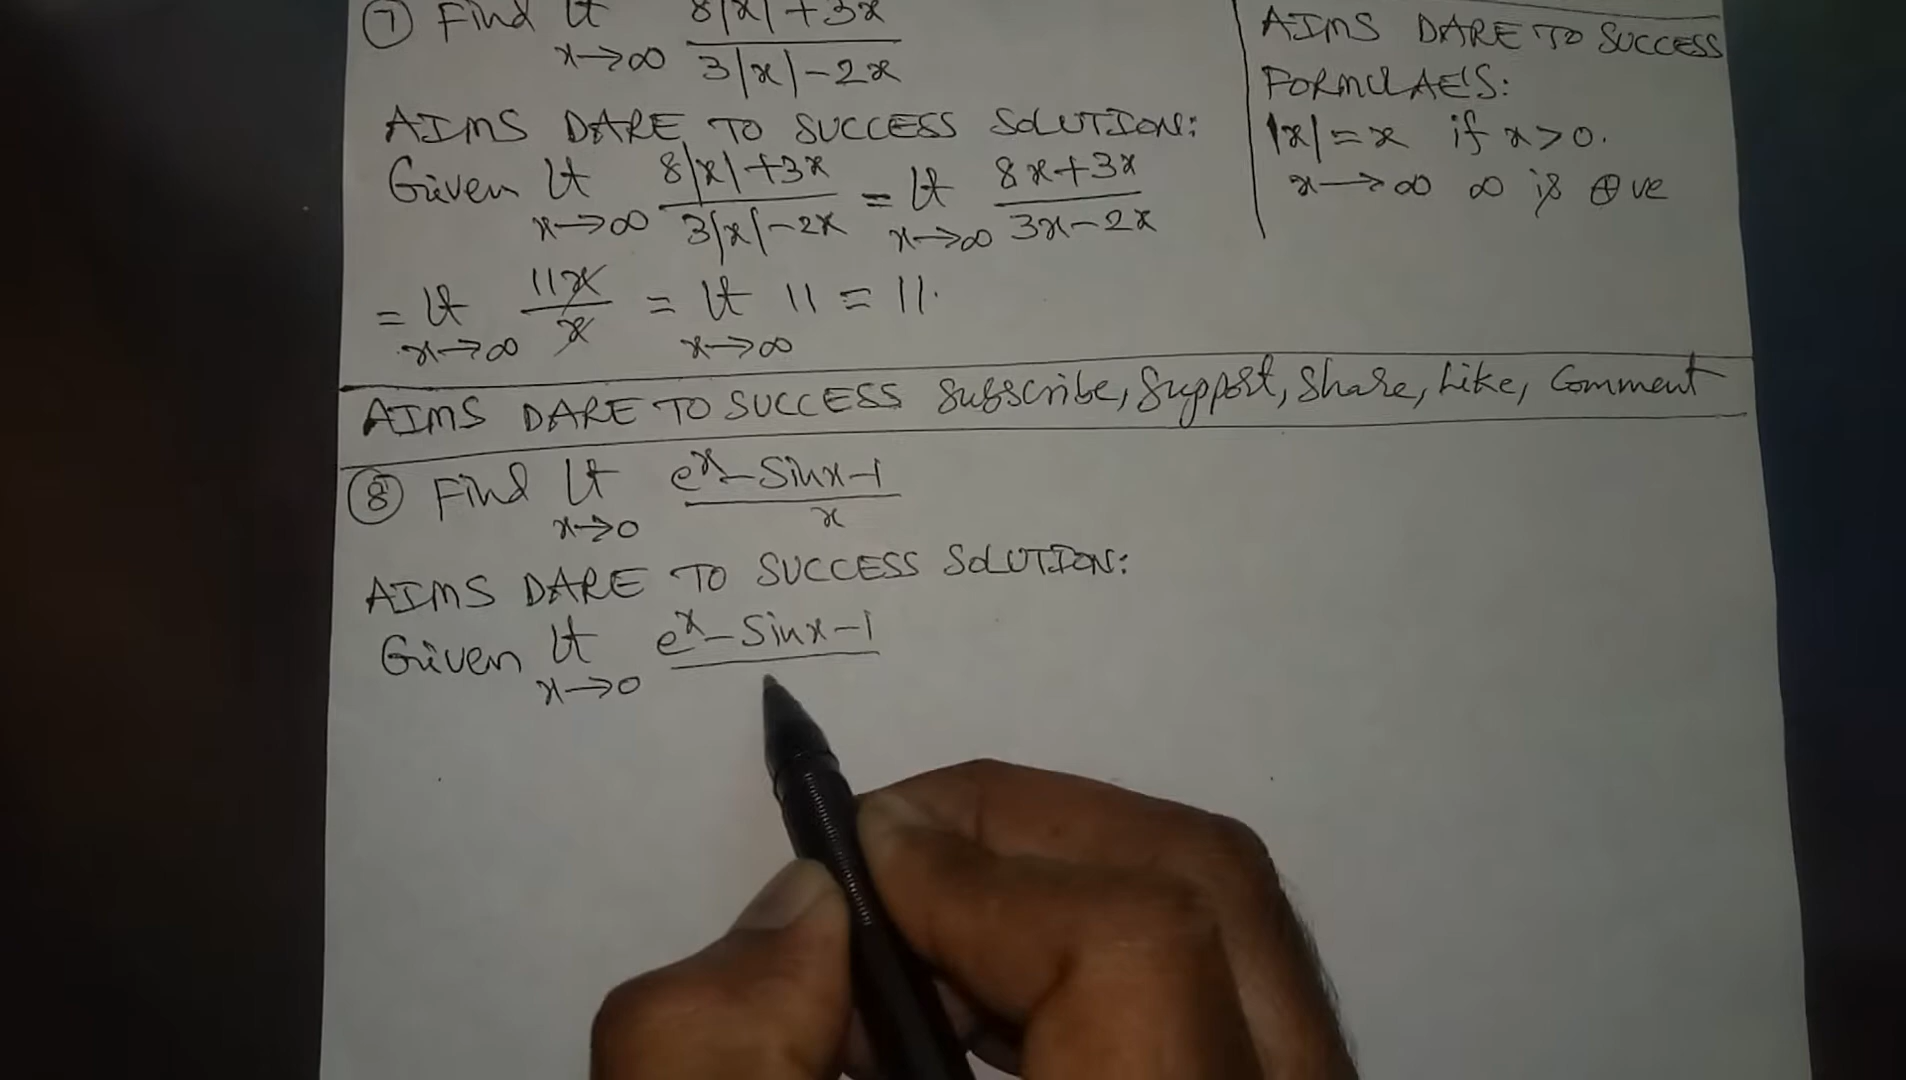 ⑦ Find Lt 8|x|+3x
x→∞ 3|x|-2x
AIMS DARE TO SUCCESS SOLUTION:
Given Lt 8|x|+3x = Lt 8x+3x
x→∞ 3|x|-2x x→∞ 3x-2x
= Lt 11x = Lt 11 = 11.
x→∞ x x→∞
AIMS DARE TO SUCCESS
FORMULAE'S:
|x|=x if x>0.
x→∞ ∞ is ⊕ve
AIMS DARE TO SUCCESS Subscribe, Support, Share, Like, Comment
⑧ Find Lt eˣ-Sinx-1
x→0 x
AIMS DARE TO SUCCESS SOLUTION:
Given Lt eˣ-Sinx-1
x→0